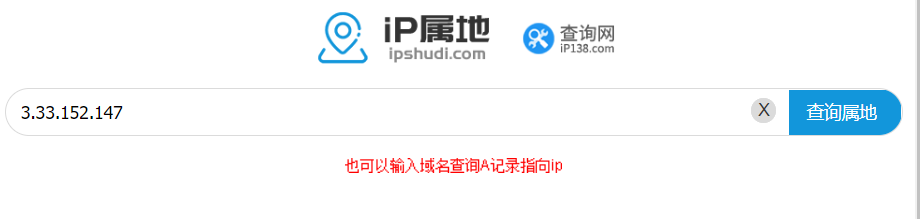 iP属地
ipshudi.com
查询网
iP138.com
3.33.152.147
X
查询属地
也可以输入域名查询A记录指向ip